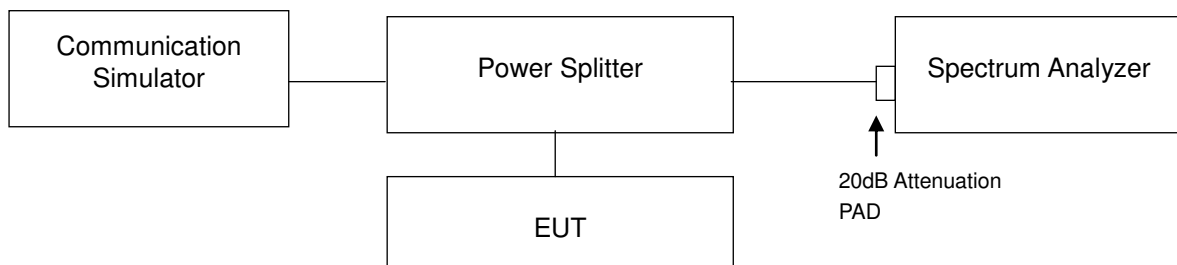 Communication
Simulator
Power Splitter
Spectrum Analyzer
20dB Attenuation
PAD
EUT